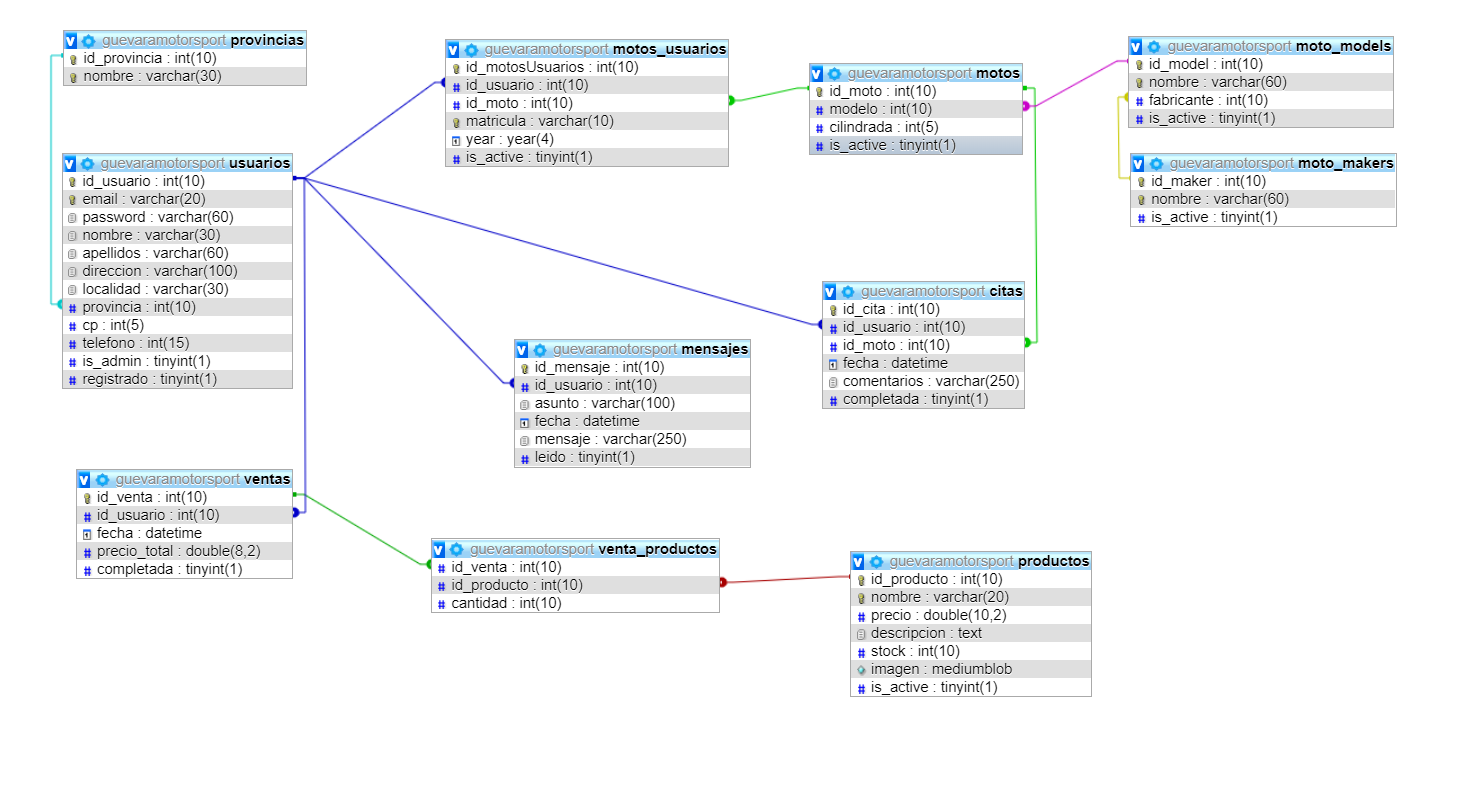 guevaramotorsport provincias
id_provincia : int(10)
nombre : varchar(30)
guevaramotorsport usuarios
id_usuario : int(10)
email : varchar(20)
password : varchar(60)
nombre : varchar(30)
apellidos : varchar(60)
direccion : varchar(100)
localidad : varchar(30)
provincia : int(10)
cp : int(5)
telefono : int(15)
is_admin : tinyint(1)
registrado : tinyint(1)
guevaramotorsport ventas
id_venta : int(10)
id_usuario : int(10)
fecha : datetime
precio_total : double(8,2)
completada : tinyint(1)
guevaramotorsport motos_usuarios
id_motosUsuarios : int(10)
id_usuario : int(10)
id_moto : int(10)
matricula : varchar(10)
year : year(4)
is_active : tinyint(1)
guevaramotorsport mensajes
id_mensaje : int(10)
id_usuario : int(10)
asunto : varchar(100)
fecha : datetime
mensaje : varchar(250)
leido : tinyint(1)
guevaramotorsport venta_productos
id_venta : int(10)
id_producto : int(10)
cantidad : int(10)
guevaramotorsport motos
id_moto : int(10)
modelo : int(10)
cilindrada : int(5)
is_active : tinyint(1)
guevaramotorsport citas
id_cita : int(10)
id_usuario : int(10)
id_moto : int(10)
fecha : datetime
comentarios : varchar(250)
completada : tinyint(1)
guevaramotorsport productos
id_producto : int(10)
nombre : varchar(20)
precio : double(10,2)
descripcion : text
stock : int(10)
imagen : mediumblob
is_active : tinyint(1)
guevaramotorsport moto_models
id_model : int(10)
nombre : varchar(60)
fabricante : int(10)
is_active : tinyint(1)
guevaramotorsport moto_makers
id_maker : int(10)
nombre : varchar(60)
is_active : tinyint(1)